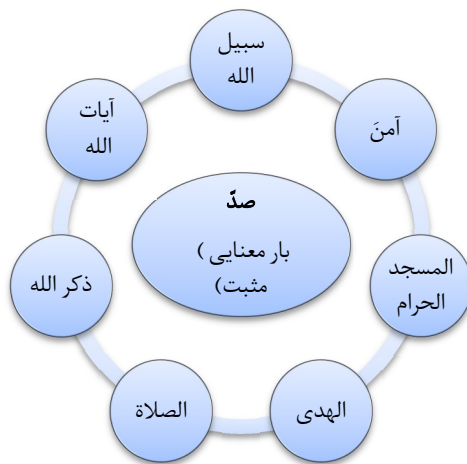 سبیل
الله
آمنَ
المسجد
الحرام
الهدی
الصلاة
ذکر الله
آیات
الله
صدّ
بار معنایی )
مثبت)